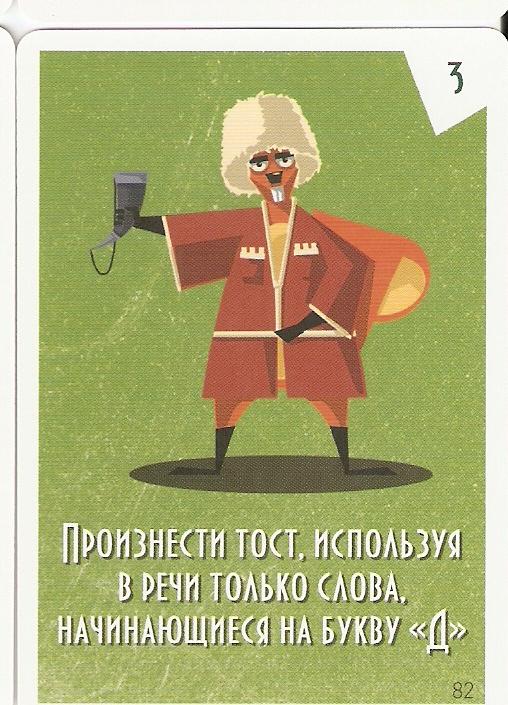 3
Произнести тост, используя
в речи только слова,
начинающиеся на букву «Д»
82